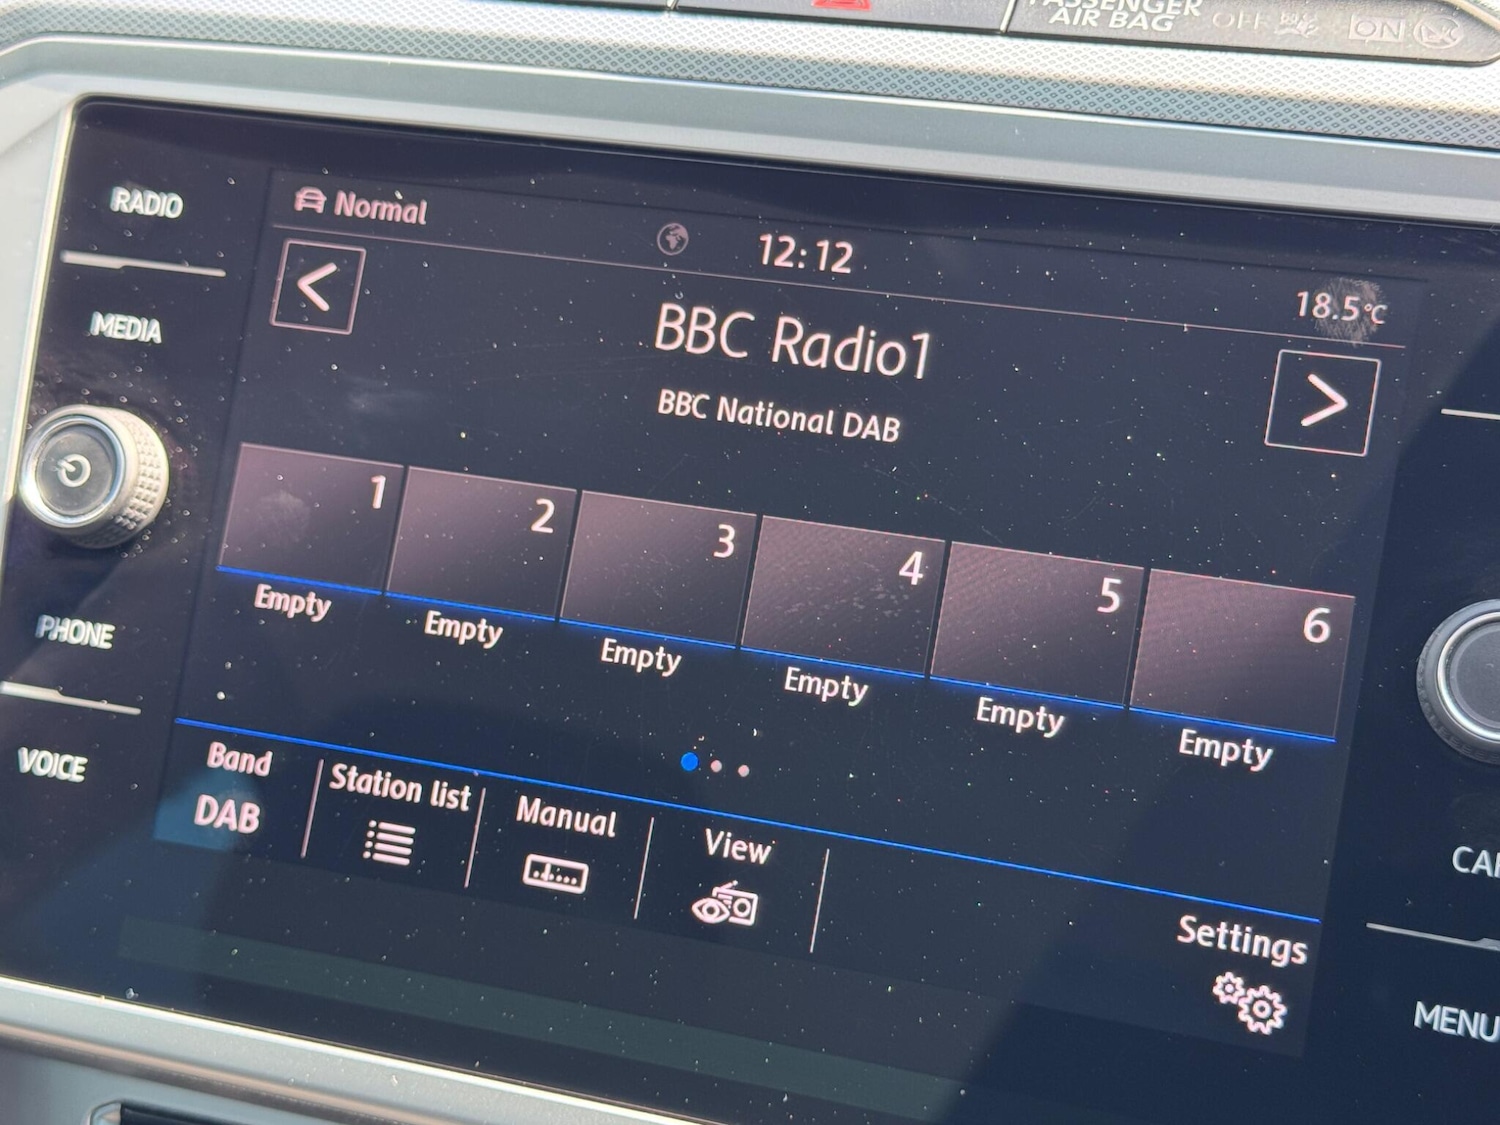 PASSENGER
AIR BAG OFF ON
RADIO
MEDIA
PHONE
VOICE
Normal
12:12
18.5°C
BBC Radio1
BBC National DAB
1 2 3 4 5 6
Empty Empty Empty Empty Empty Empty
Band Station list Manual View Settings
DAB
MENU